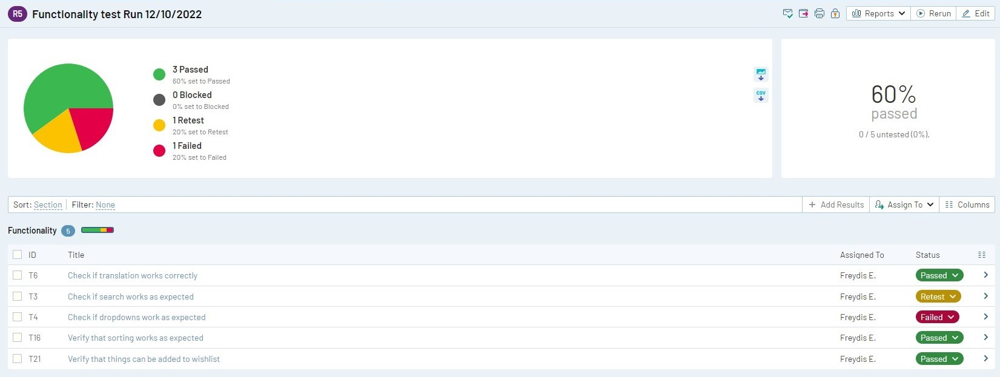 R5 Functionality test Run 12/10/2022 Reports Rerun Edit
3 Passed
60% set to Passed
0 Blocked
0% set to Blocked
1 Retest
20% set to Retest
1 Failed
20% set to Failed
CSV
60%
passed
0 / 5 untested (0%).
Sort: Section Filter: None + Add Results Assign To Columns
Functionality 5
ID Title Assigned To Status
T6 Check if translation works correctly Freydis E. Passed
T3 Check if search works as expected Freydis E. Retest
T4 Check if dropdowns work as expected Freydis E. Failed
T16 Verify that sorting works as expected Freydis E. Passed
T21 Verify that things can be added to wishlist Freydis E. Passed